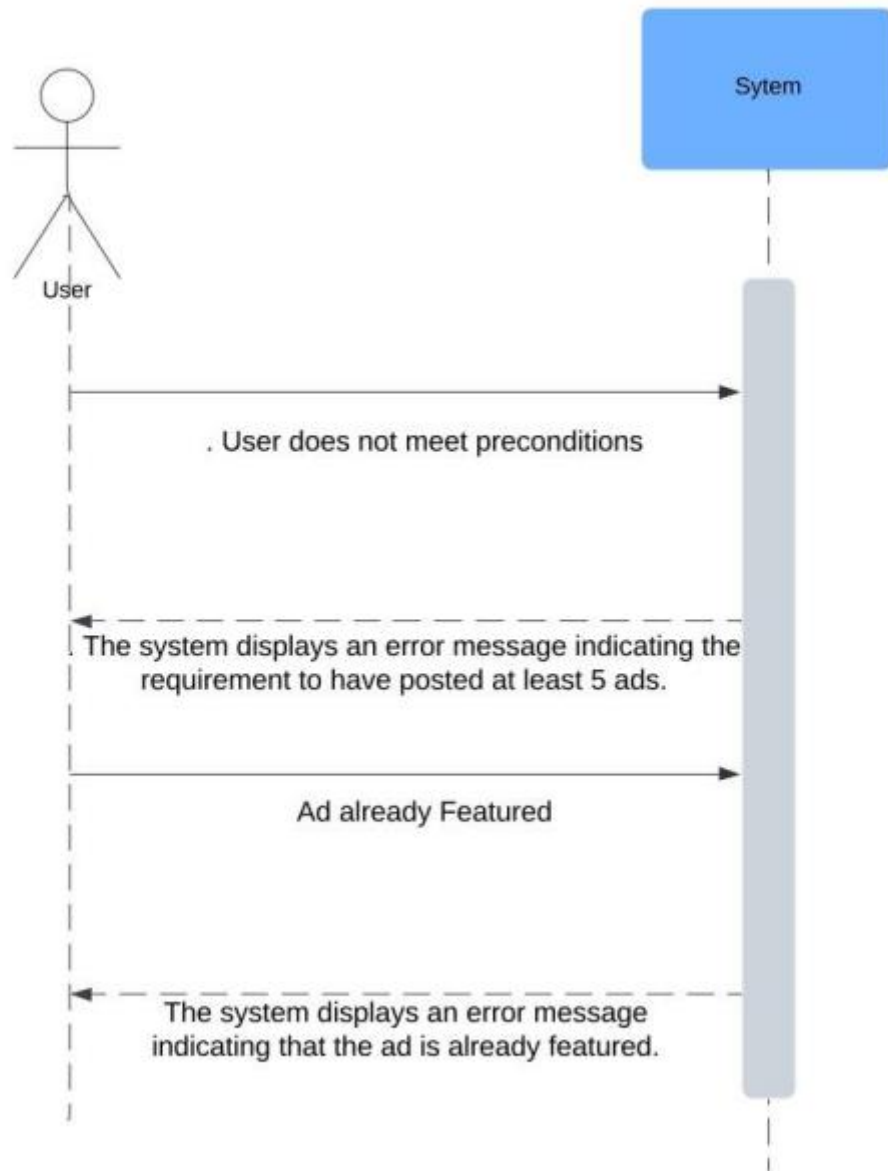 Sytem
User
. User does not meet preconditions
. The system displays an error message indicating the
requirement to have posted at least 5 ads.
Ad already Featured
The system displays an error message
indicating that the ad is already featured.